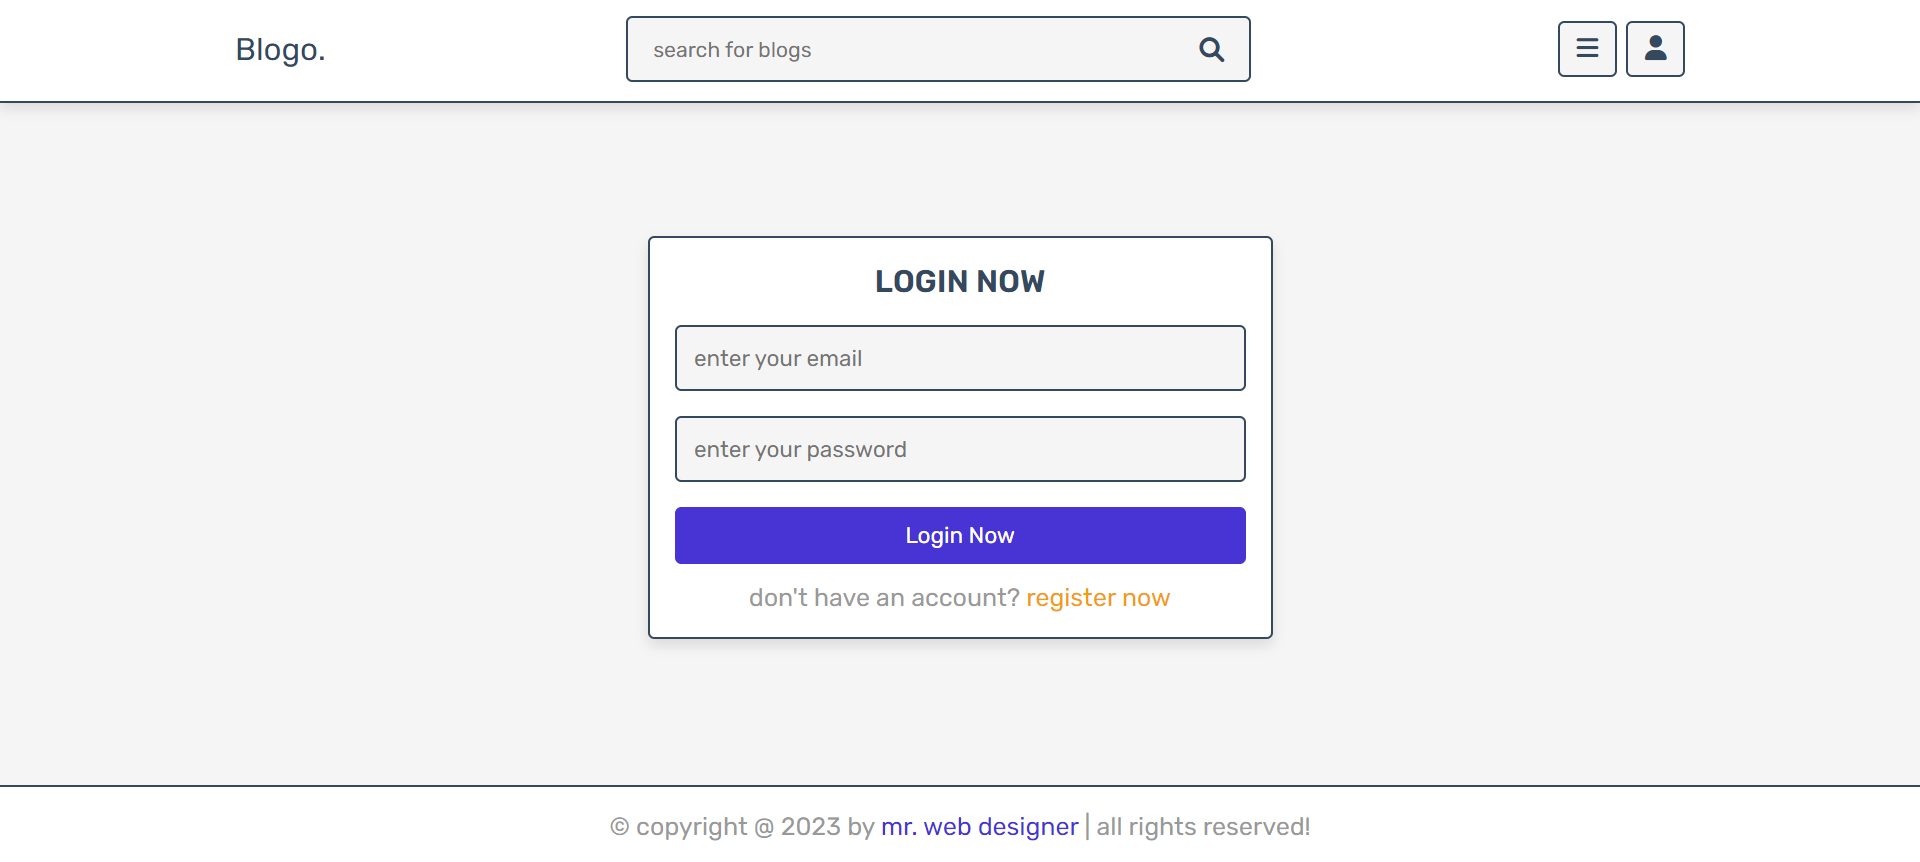 Blogo.
search for blogs
LOGIN NOW
enter your email
enter your password
Login Now
don't have an account? register now
© copyright @ 2023 by mr. web designer | all rights reserved!